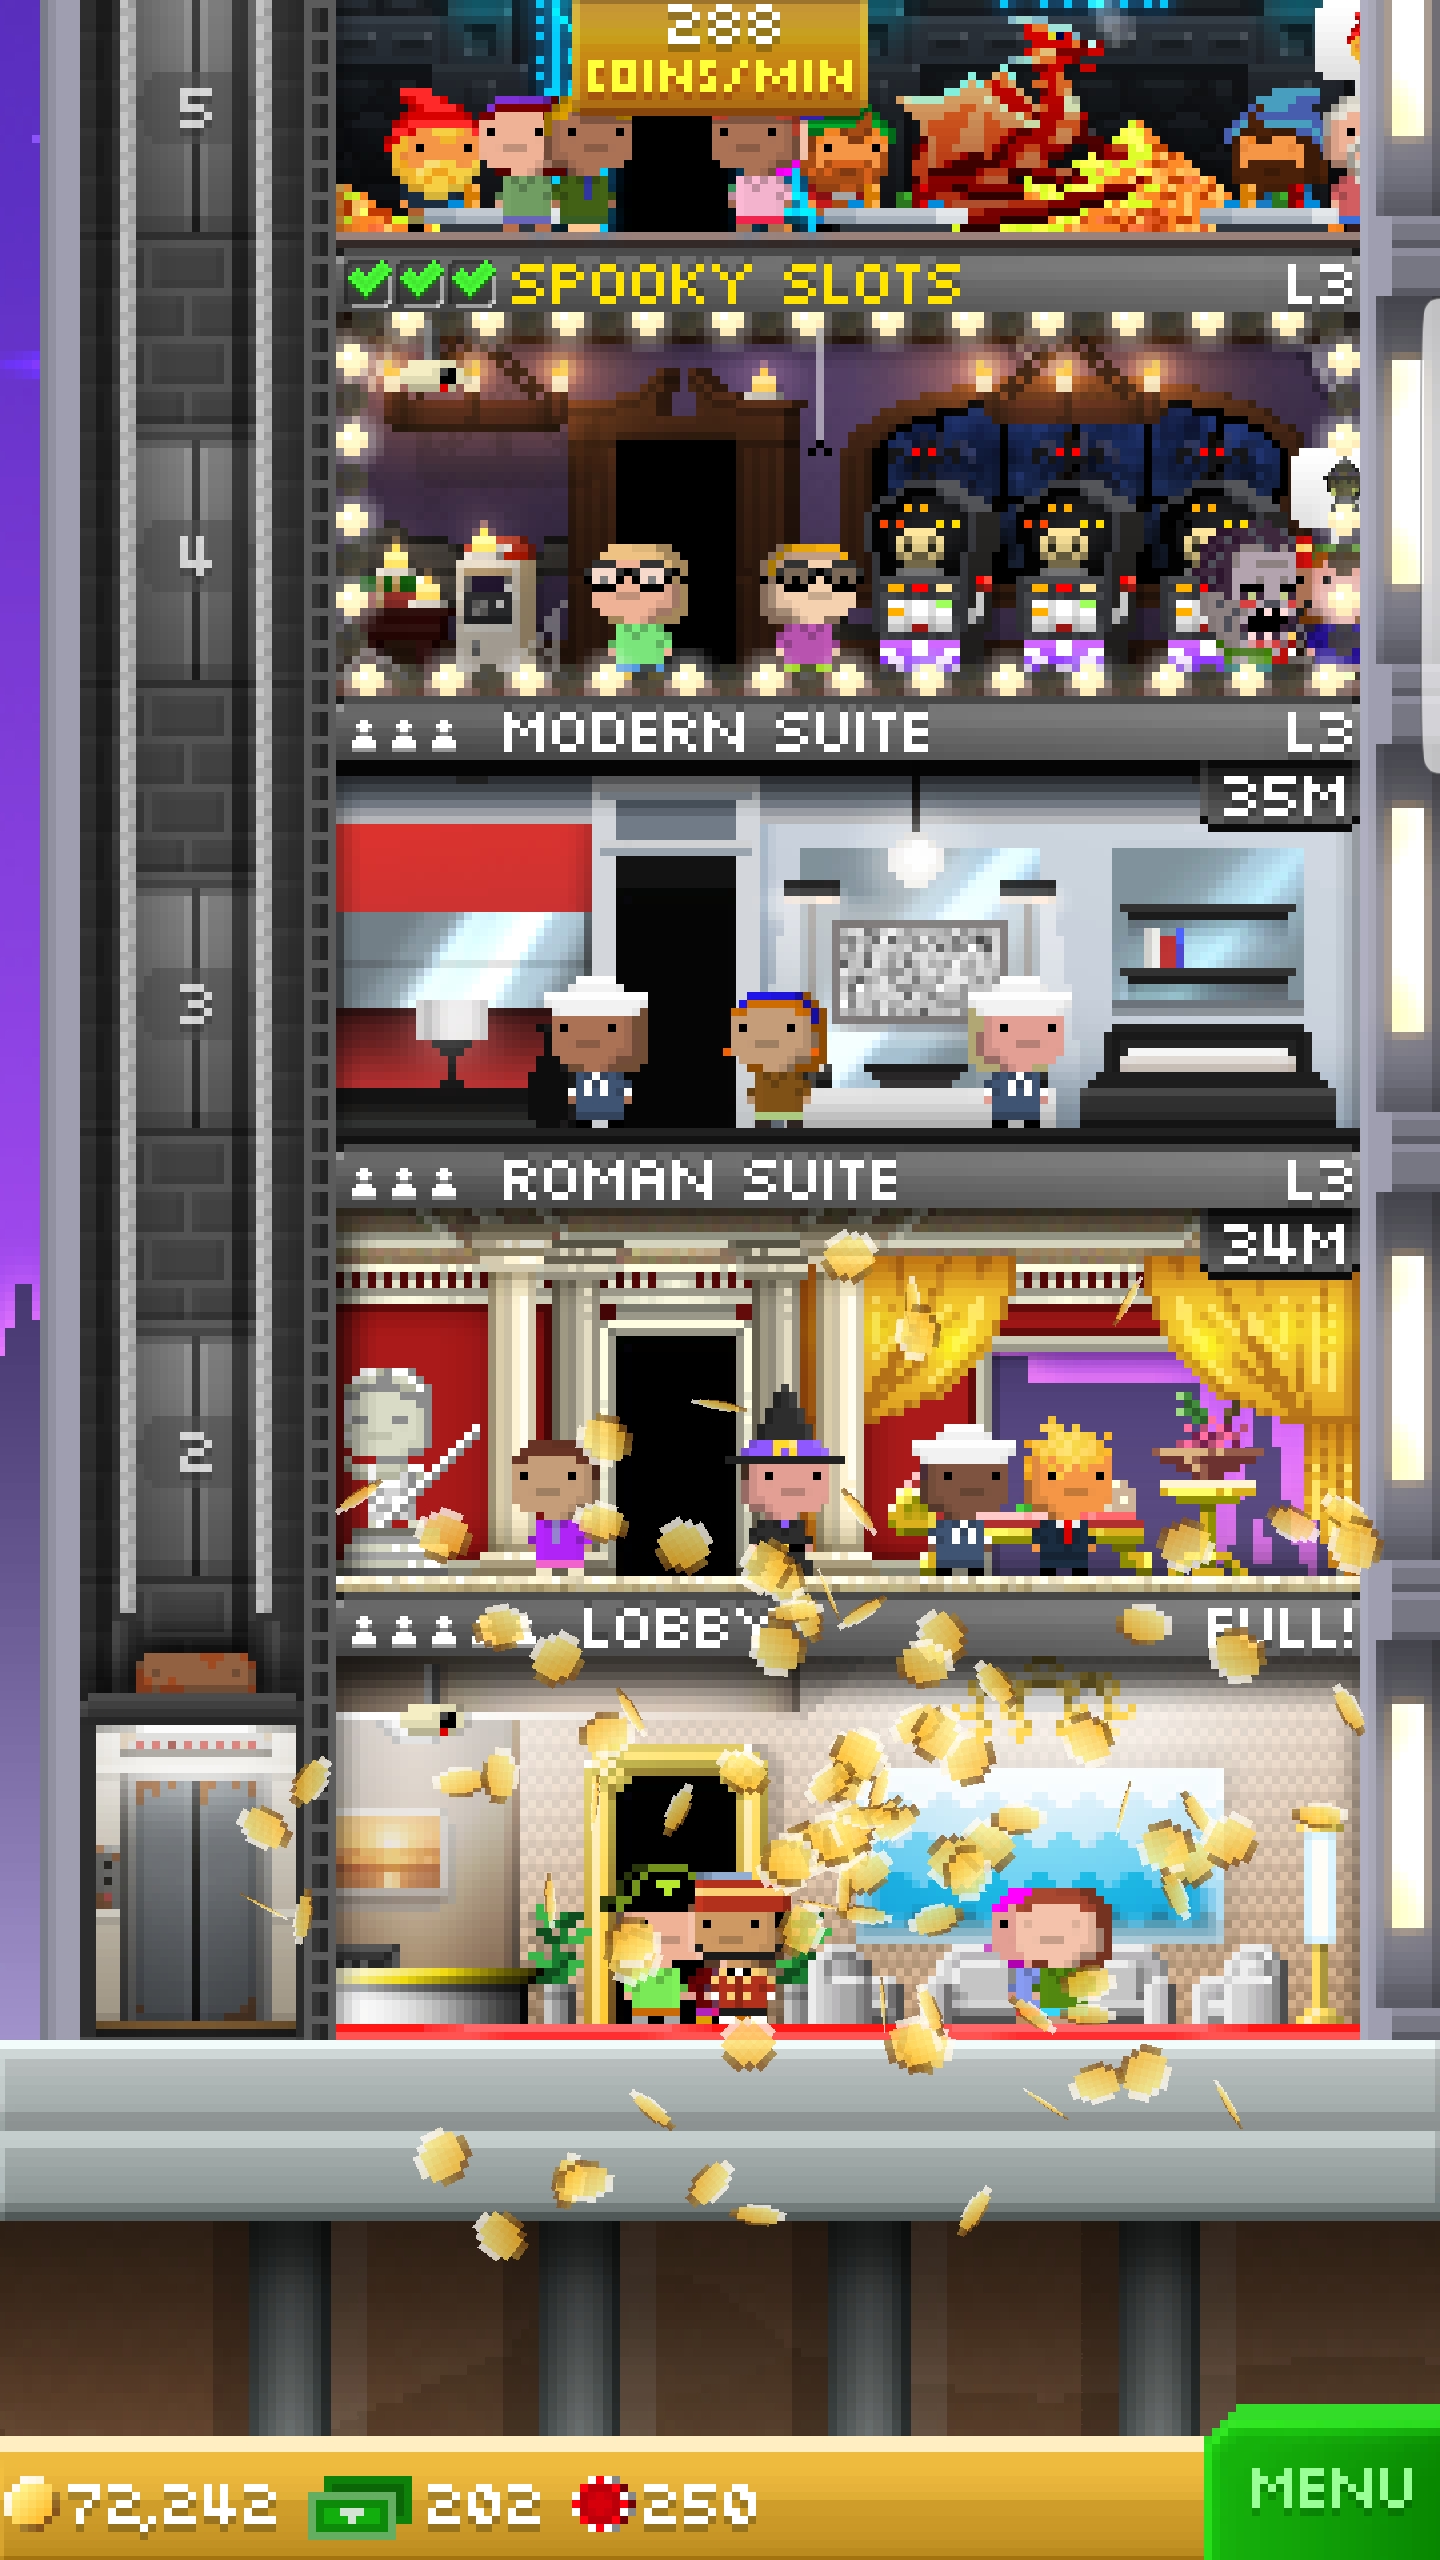 288
COINS/MIN
5
SPOOKY SLOTS L3
4
MODERN SUITE L3
35M
3
ROMAN SUITE L3
34M
2
LOBBY FULL!
72,242 202 250
MENU